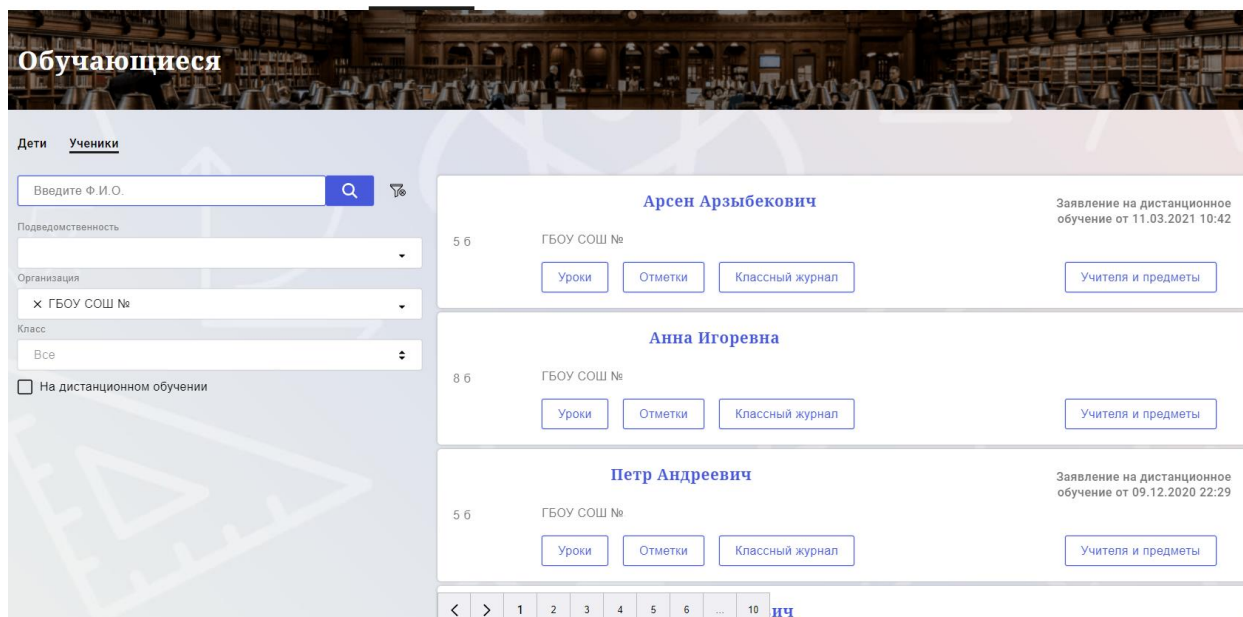 Обучающиеся
Дети Ученики
Введите Ф.И.О.
Подведомственность
Организация
× ГБОУ СОШ №
Класс
Все
На дистанционном обучении
Арсен Арзыбекович
Заявление на дистанционное
обучение от 11.03.2021 10:42
5 б
ГБОУ СОШ №
Уроки Отметки Классный журнал Учителя и предметы
Анна Игоревна
8 б
ГБОУ СОШ №
Уроки Отметки Классный журнал Учителя и предметы
Петр Андреевич
Заявление на дистанционное
обучение от 09.12.2020 22:29
5 б
ГБОУ СОШ №
Уроки Отметки Классный журнал Учителя и предметы
< > 1 2 3 4 5 6 ... 10 ич